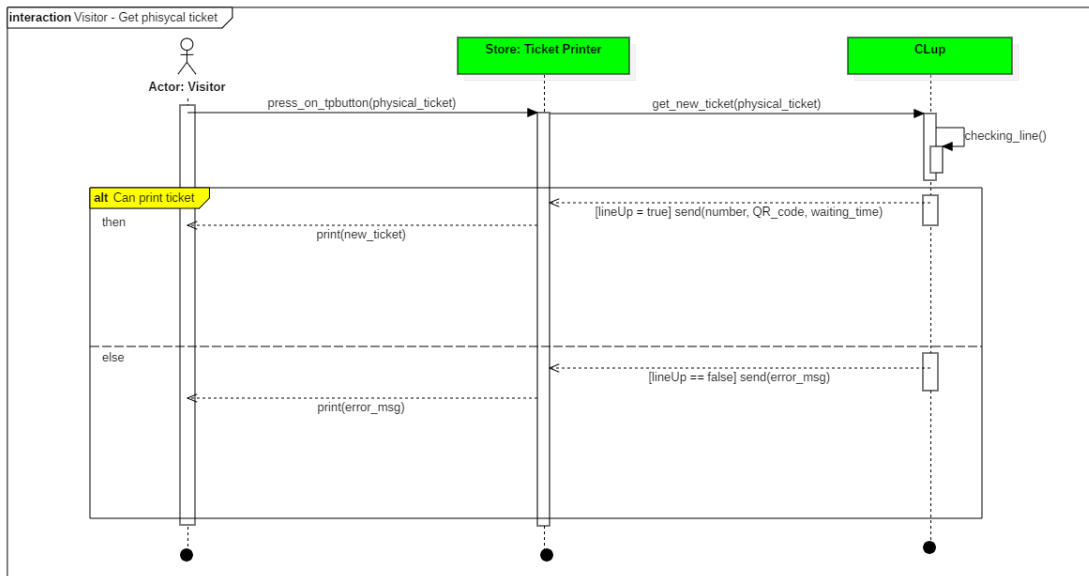 interaction Visitor - Get phisycal ticket
Store: Ticket Printer
CLup
Actor: Visitor
press_on_tpbutton(physical_ticket)
get_new_ticket(physical_ticket)
checking_line()
alt Can print ticket
[lineUp = true] send(number, QR_code, waiting_time)
then
print(new_ticket)
else
[lineUp == false] send(error_msg)
print(error_msg)